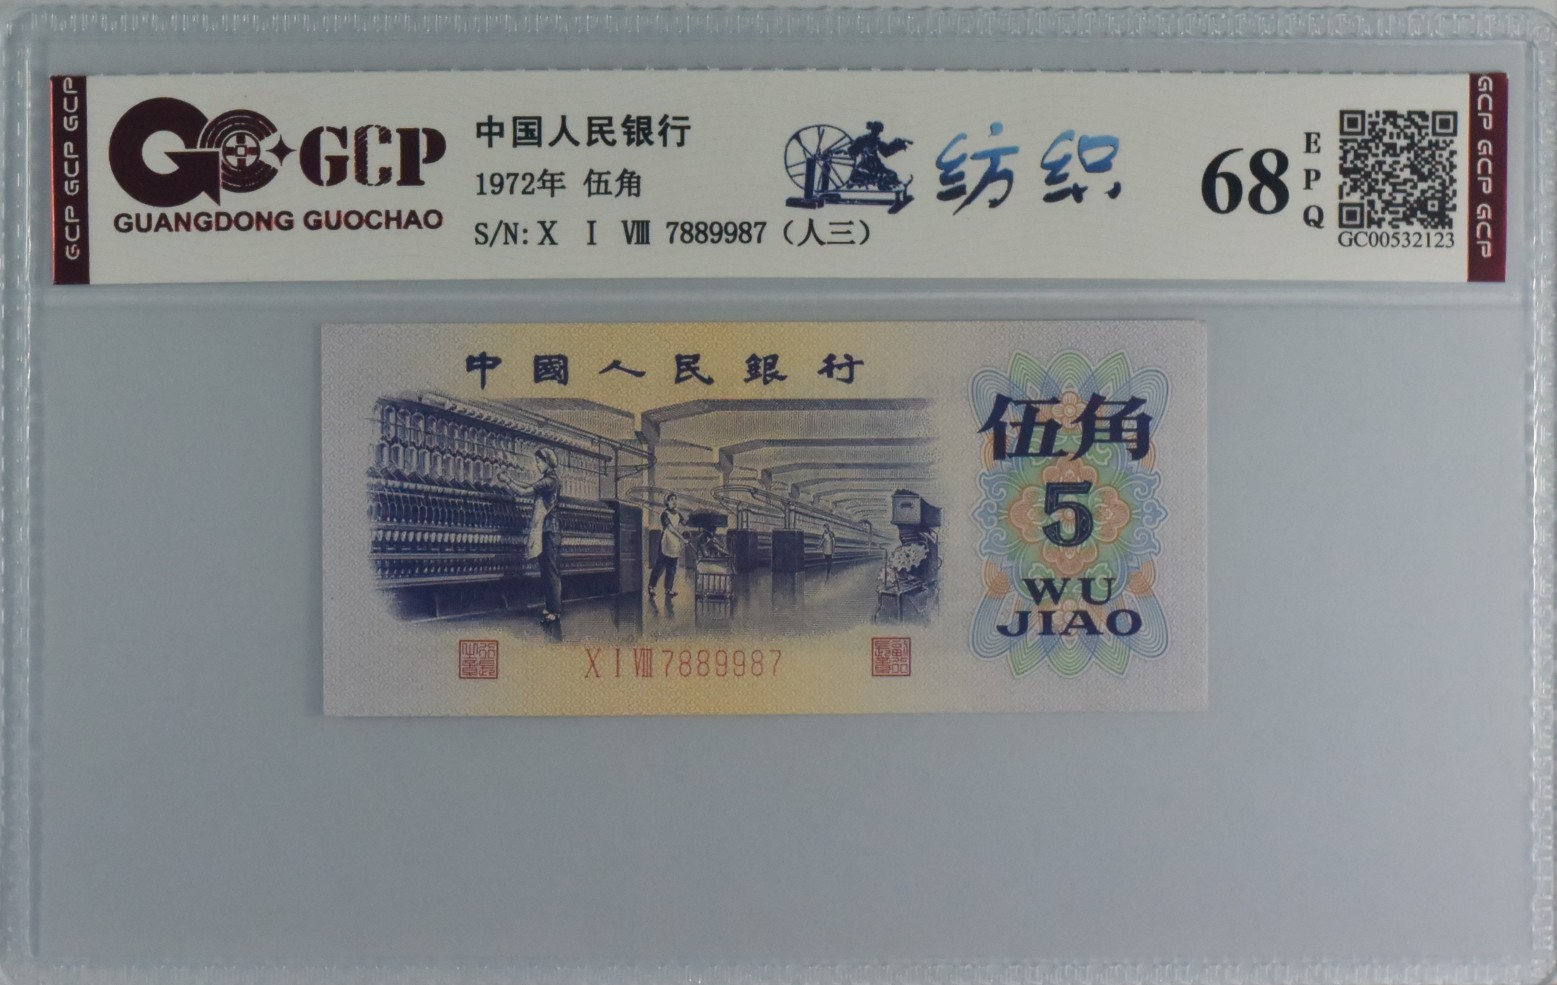 GCP GCP GCP
GCP
GUANGDONG GUOCHAO
中国人民银行
1972年 伍角
S/N: X I Ⅷ 7889987 (人三)
纺织
68
EPQ
GC00532123
GCP GCP GCP
中國人民銀行
伍角
5
WU
JIAO
X I Ⅷ 7889987